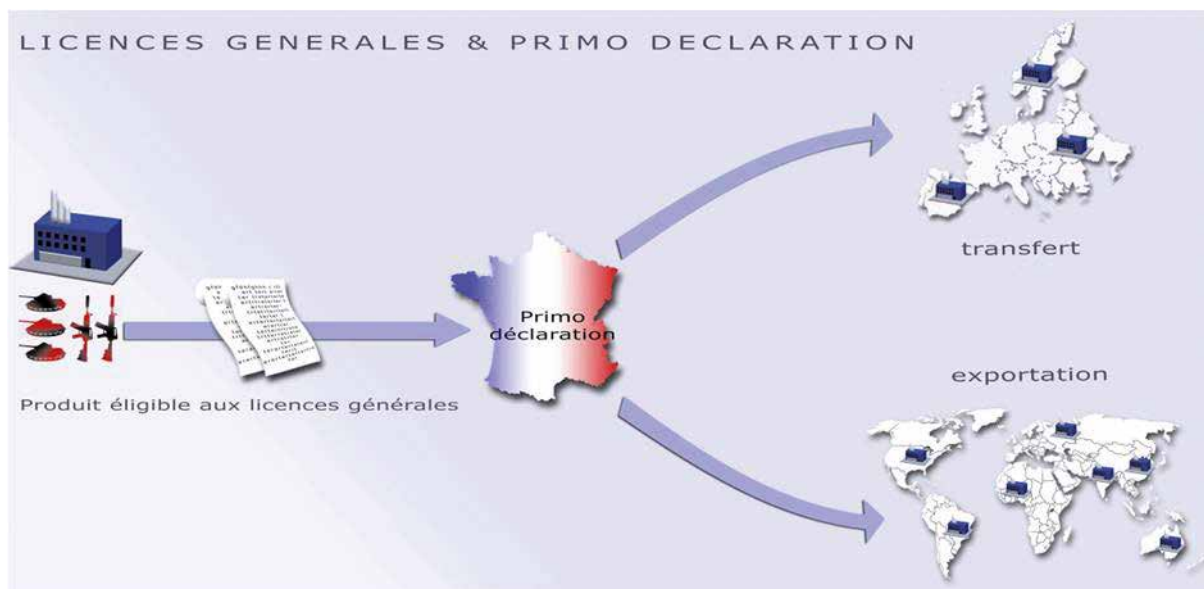 LICENCES GENERALES & PRIMO DECLARATION
transfert
Primo
déclaration
exportation
Produit éligible aux licences générales